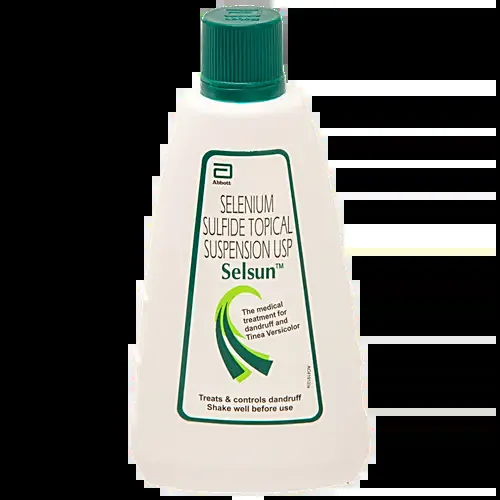 Abbott
SELENIUM
SULFIDE TOPICAL
SUSPENSION USP
Selsun™
The medical
treatment for
dandruff and
Tinea Versicolor
Treats & controls dandruff
Shake well before use